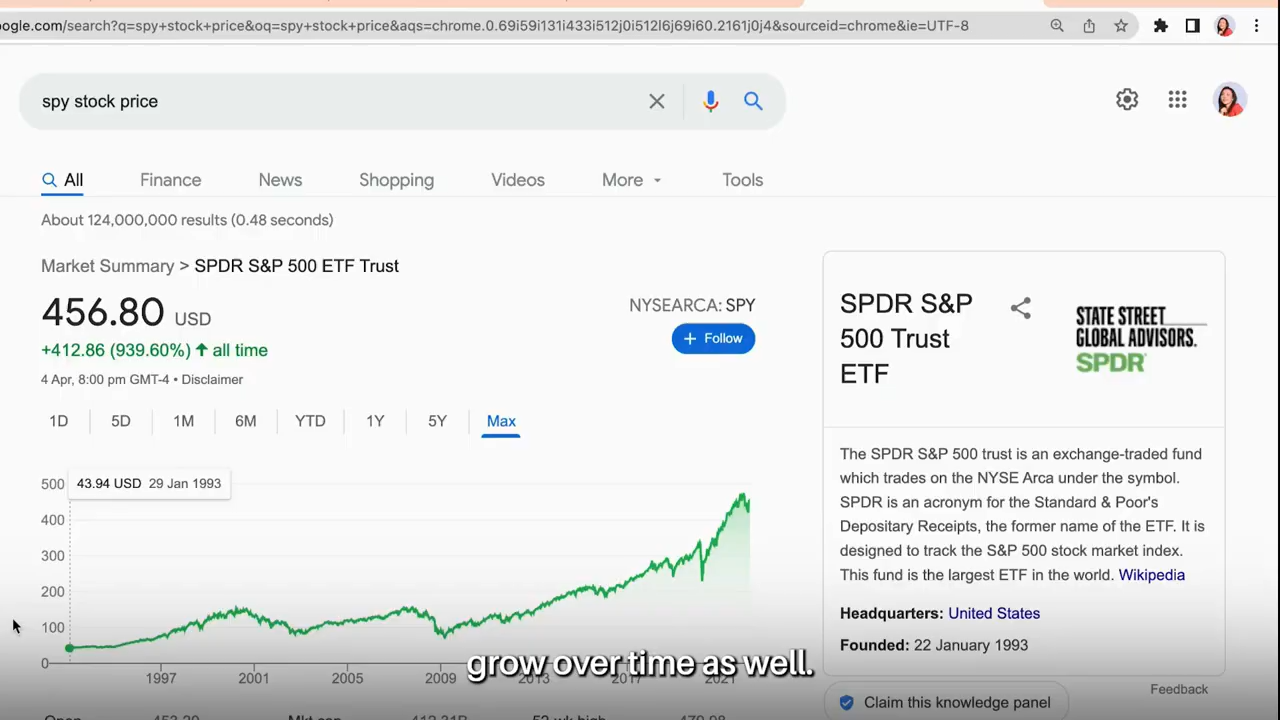 ogle.com/search?q=spy+stock+price&oq=spy+stock+price&aqs=chrome.0.69i59i131i433i512j0i512l6j69i60.2161j0j4&sourceid=chrome&ie=UTF-8
spy stock price
All Finance News Shopping Videos More Tools
About 124,000,000 results (0.48 seconds)
Market Summary > SPDR S&P 500 ETF Trust
456.80 USD
NYSEARCA: SPY
+412.86 (939.60%) ↑ all time
+ Follow
4 Apr, 8:00 pm GMT-4 • Disclaimer
1D 5D 1M 6M YTD 1Y 5Y Max
43.94 USD 29 Jan 1993
500
400
300
200
100
0
1997 2001 2005 2009 2013 2017 2021
SPDR S&P
500 Trust
ETF
STATE STREET
GLOBAL ADVISORS.
SPDR
The SPDR S&P 500 trust is an exchange-traded fund
which trades on the NYSE Arca under the symbol.
SPDR is an acronym for the Standard & Poor's
Depositary Receipts, the former name of the ETF. It is
designed to track the S&P 500 stock market index.
This fund is the largest ETF in the world. Wikipedia
Headquarters: United States
Founded: 22 January 1993
Claim this knowledge panel
Feedback
grow over time as well.